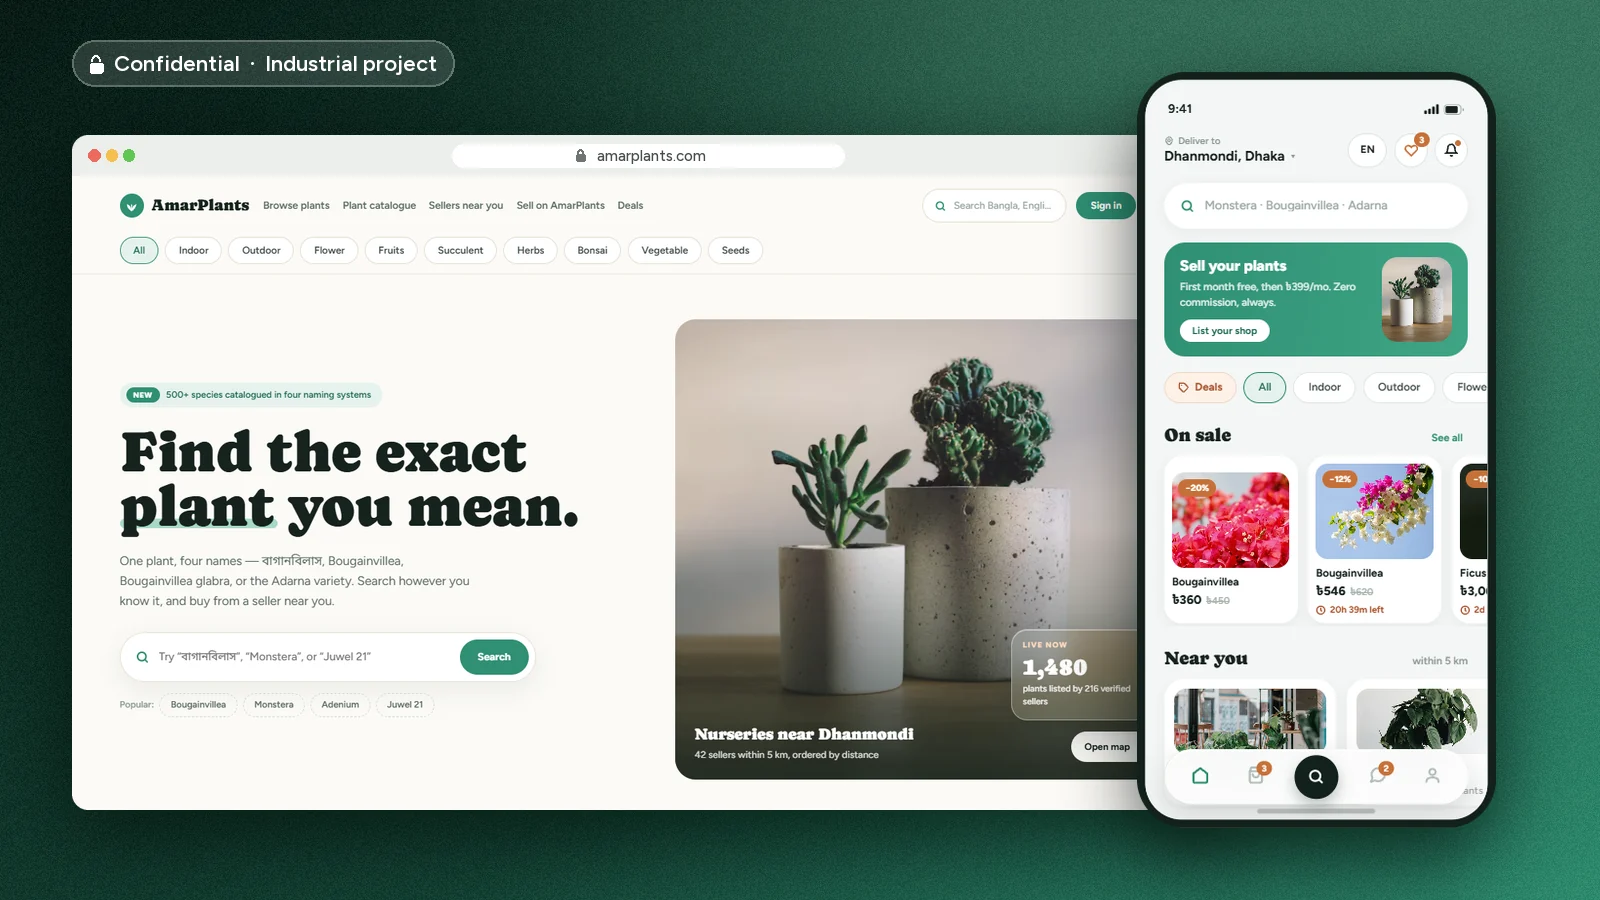 Confidential · Industrial project
amarplants.com
AmarPlants
Browse plants
Plant catalogue
Sellers near you
Sell on AmarPlants
Deals
Search Bangla, Engli...
Sign in
All
Indoor
Outdoor
Flower
Fruits
Succulent
Herbs
Bonsai
Vegetable
Seeds
NEW 500+ species catalogued in four naming systems
Find the exact
plant you mean.
One plant, four names — বাগানবিলাস, Bougainvillea,
Bougainvillea glabra, or the Adarna variety. Search however you
know it, and buy from a seller near you.
Try “বাগানবিলাস”, “Monstera”, or “Juwel 21”
Search
Popular:
Bougainvillea
Monstera
Adenium
Juwel 21
LIVE NOW
1,480
plants listed by 216 verified
sellers
Nurseries near Dhanmondi
42 sellers within 5 km, ordered by distance
Open map
9:41
Deliver to
Dhanmondi, Dhaka
EN
3
Monstera · Bougainvillea · Adarna
Sell your plants
First month free, then ৳399/mo. Zero
commission, always.
List your shop
Deals
All
Indoor
Outdoor
Flowe
On sale
See all
-20%
Bougainvillea
৳360 ৳450
-12%
Bougainvillea
৳546 ৳620
20h 39m left
-10
Ficus
৳3,0
2d
Near you
within 5 km
3
2
ants